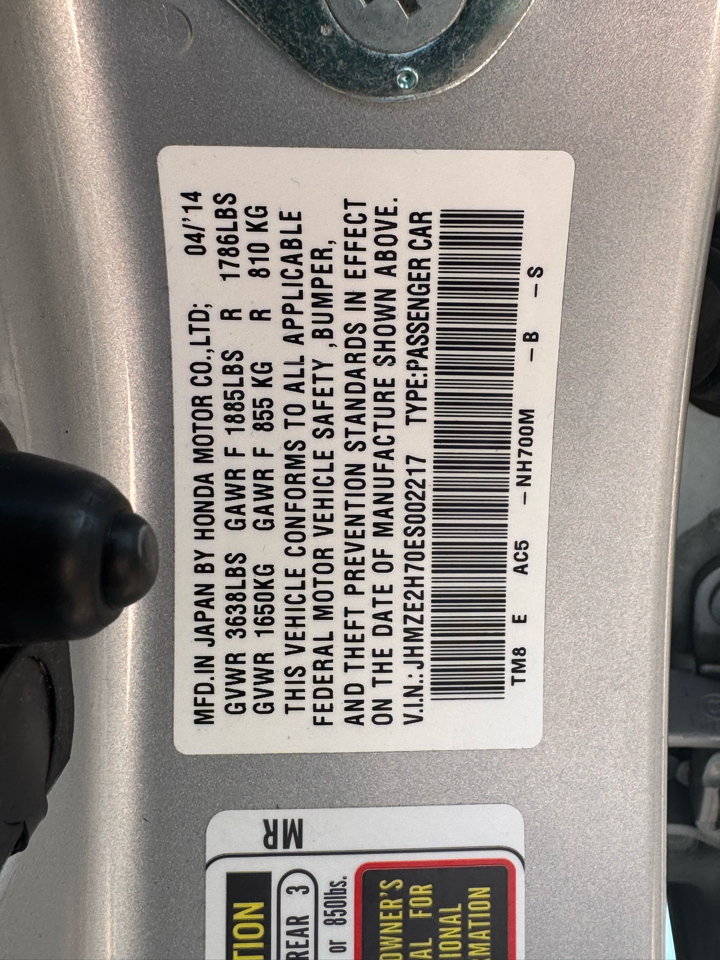 MFD.IN JAPAN BY HONDA MOTOR CO.,LTD; 04/'14
GVWR 3638LBS GAWR F 1885LBS R 1786LBS
GVWR 1650KG GAWR F 855 KG R 810 KG
THIS VEHICLE CONFORMS TO ALL APPLICABLE
FEDERAL MOTOR VEHICLE SAFETY ,BUMPER,
AND THEFT PREVENTION STANDARDS IN EFFECT
ON THE DATE OF MANUFACTURE SHOWN ABOVE.
V.I.N.: JHMZE2H70ES002217 TYPE:PASSENGER CAR
TM8 E AC5 –NH700M –B –S
MR
REAR 3
or 850lbs.
OWNER'S
FOR